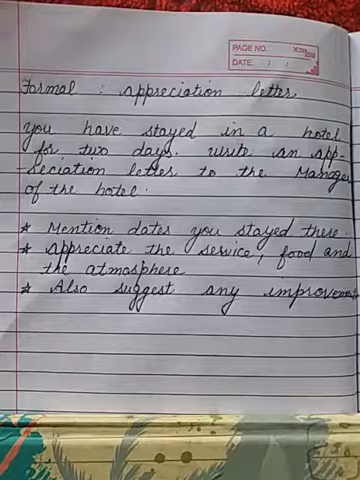 PAGE NO.
DATE: / /
Formal : appreciation letter
you have stayed in a hotel
for two days. write an app-
-reciation letter to the Manager
of the hotel.
* Mention dates you stayed there.
* Appreciate the service, food and
the atmosphere
* Also suggest any improvement